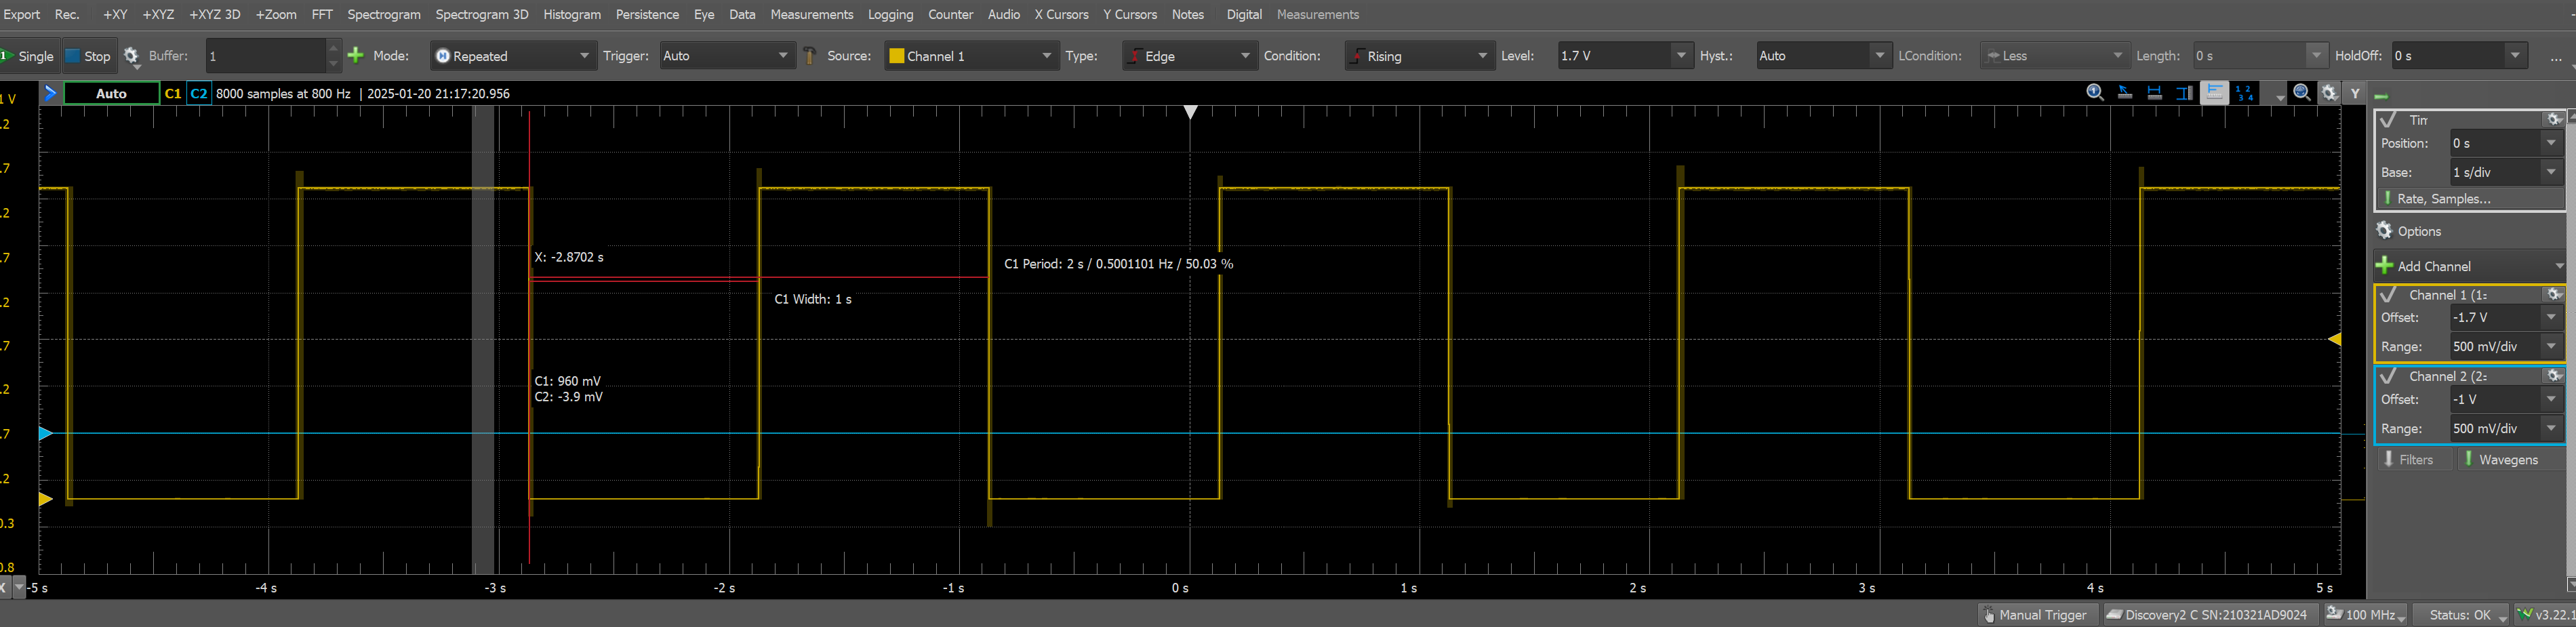 Export Rec. +XY +XYZ +XYZ 3D +Zoom FFT Spectrogram Spectrogram 3D Histogram Persistence Eye Data Measurements Logging Counter Audio X Cursors Y Cursors Notes Digital Measurements
Single Stop Buffer: 1 Mode: Repeated Trigger: Auto Source: Channel 1 Type: Edge Condition: Rising Level: 1.7 V Hyst.: Auto LCondition: Less Length: 0 s HoldOff: 0 s ...
1 V Auto C1 C2 8000 samples at 800 Hz | 2025-01-20 21:17:20.956 Y
.2
.7
.2
.7
.2
.7
.2
.7
.2
0.3
0.8
X: -2.8702 s
C1 Period: 2 s / 0.5001101 Hz / 50.03 %
C1 Width: 1 s
C1: 960 mV
C2: -3.9 mV
X -5 s -4 s -3 s -2 s -1 s 0 s 1 s 2 s 3 s 4 s 5 s
Position: 0 s
Base: 1 s/div
Rate, Samples...
Options
Add Channel
Channel 1 (1±
Offset: -1.7 V
Range: 500 mV/div
Channel 2 (2±
Offset: -1 V
Range: 500 mV/div
Filters Wavegens
Manual Trigger Discovery2 C SN:210321AD9024 100 MHz Status: OK v3.22.1